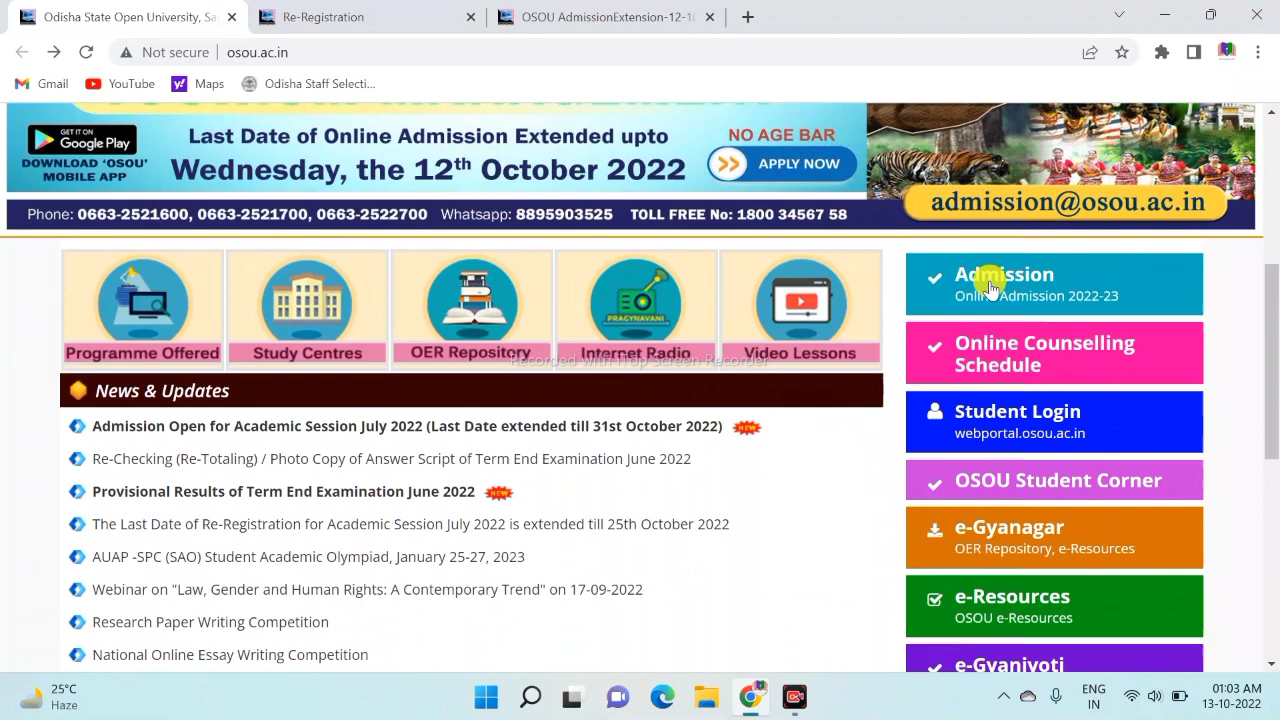 Odisha State Open University, Sa
Re-Registration
OSOU AdmissionExtension-12-10
Not secure
osou.ac.in
Gmail
YouTube
Maps
Odisha Staff Selecti...
GET IT ON
Google Play
DOWNLOAD 'OSOU'
MOBILE APP
Last Date of Online Admission Extended upto
Wednesday, the 12th October 2022
NO AGE BAR
APPLY NOW
admission@osou.ac.in
Phone: 0663-2521600, 0663-2521700, 0663-2522700 Whatsapp: 8895903525 TOLL FREE No: 1800 34567 58
Programme Offered
Study Centres
OER Repository
PRAGYNAVANI
Internet Radio
Video Lessons
Recorded with iTop Screen Recorder
News & Updates
Admission Open for Academic Session July 2022 (Last Date extended till 31st October 2022)
NEW
Re-Checking (Re-Totaling) / Photo Copy of Answer Script of Term End Examination June 2022
Provisional Results of Term End Examination June 2022
NEW
The Last Date of Re-Registration for Academic Session July 2022 is extended till 25th October 2022
AUAP -SPC (SAO) Student Academic Olympiad, January 25-27, 2023
Webinar on "Law, Gender and Human Rights: A Contemporary Trend" on 17-09-2022
Research Paper Writing Competition
National Online Essay Writing Competition
Admission
Online Admission 2022-23
Online Counselling
Schedule
Student Login
webportal.osou.ac.in
OSOU Student Corner
e-Gyanagar
OER Repository, e-Resources
e-Resources
OSOU e-Resources
e-Gyanjyoti
25°C
Haze
ENG
IN
01:03 AM
13-10-2022